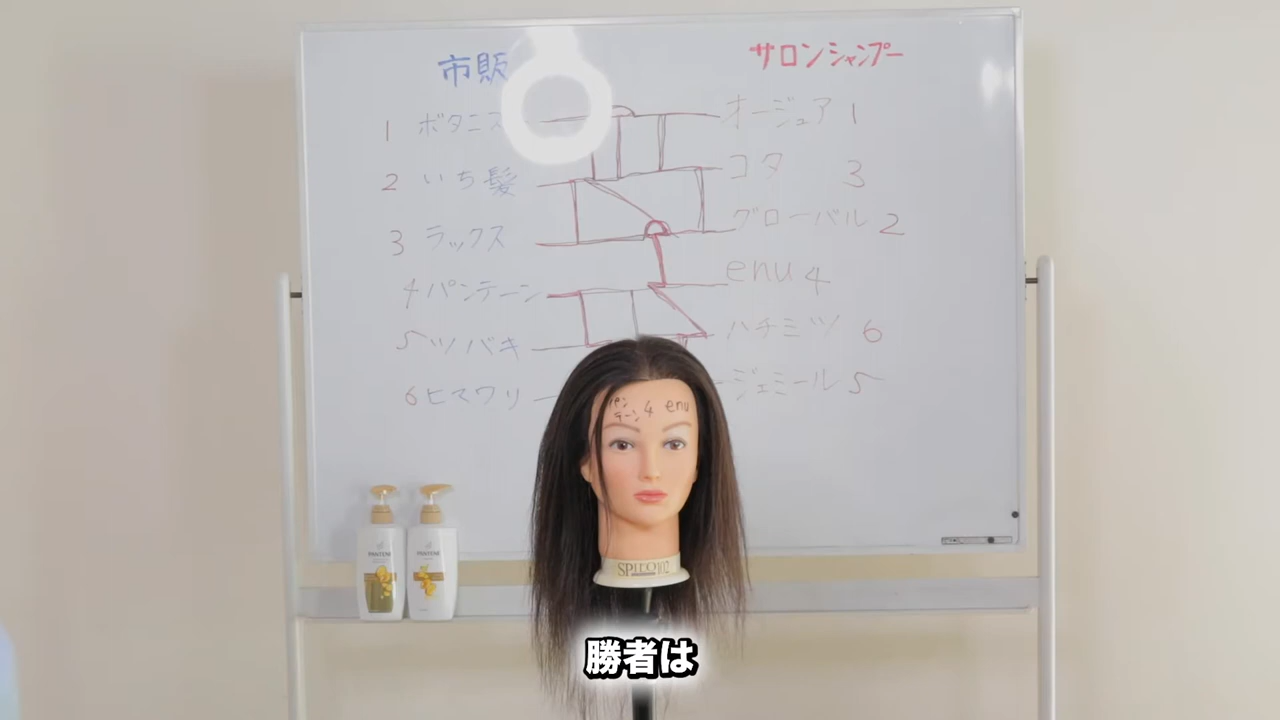 市販
サロンシャンプー
1 ボタニス
オージュア 1
2 いち髪
コタ 3
3 ラックス
グローバル 2
4 パンテーン
enu 4
5 ツバキ
ハチミツ 6
6 ヒマワリ
ージェミール 5
パン
テーン 4 enu
PANTENE
PANTENE
SPIRO102
勝者は